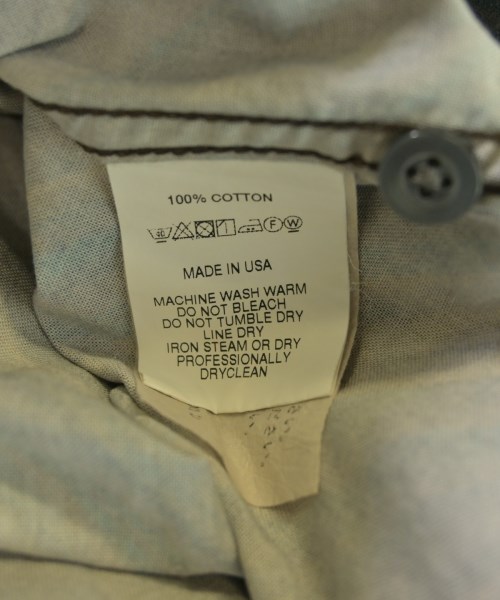 100% COTTON
40 F W
MADE IN USA
MACHINE WASH WARM
DO NOT BLEACH
DO NOT TUMBLE DRY
LINE DRY
IRON STEAM OR DRY
PROFESSIONALLY
DRYCLEAN